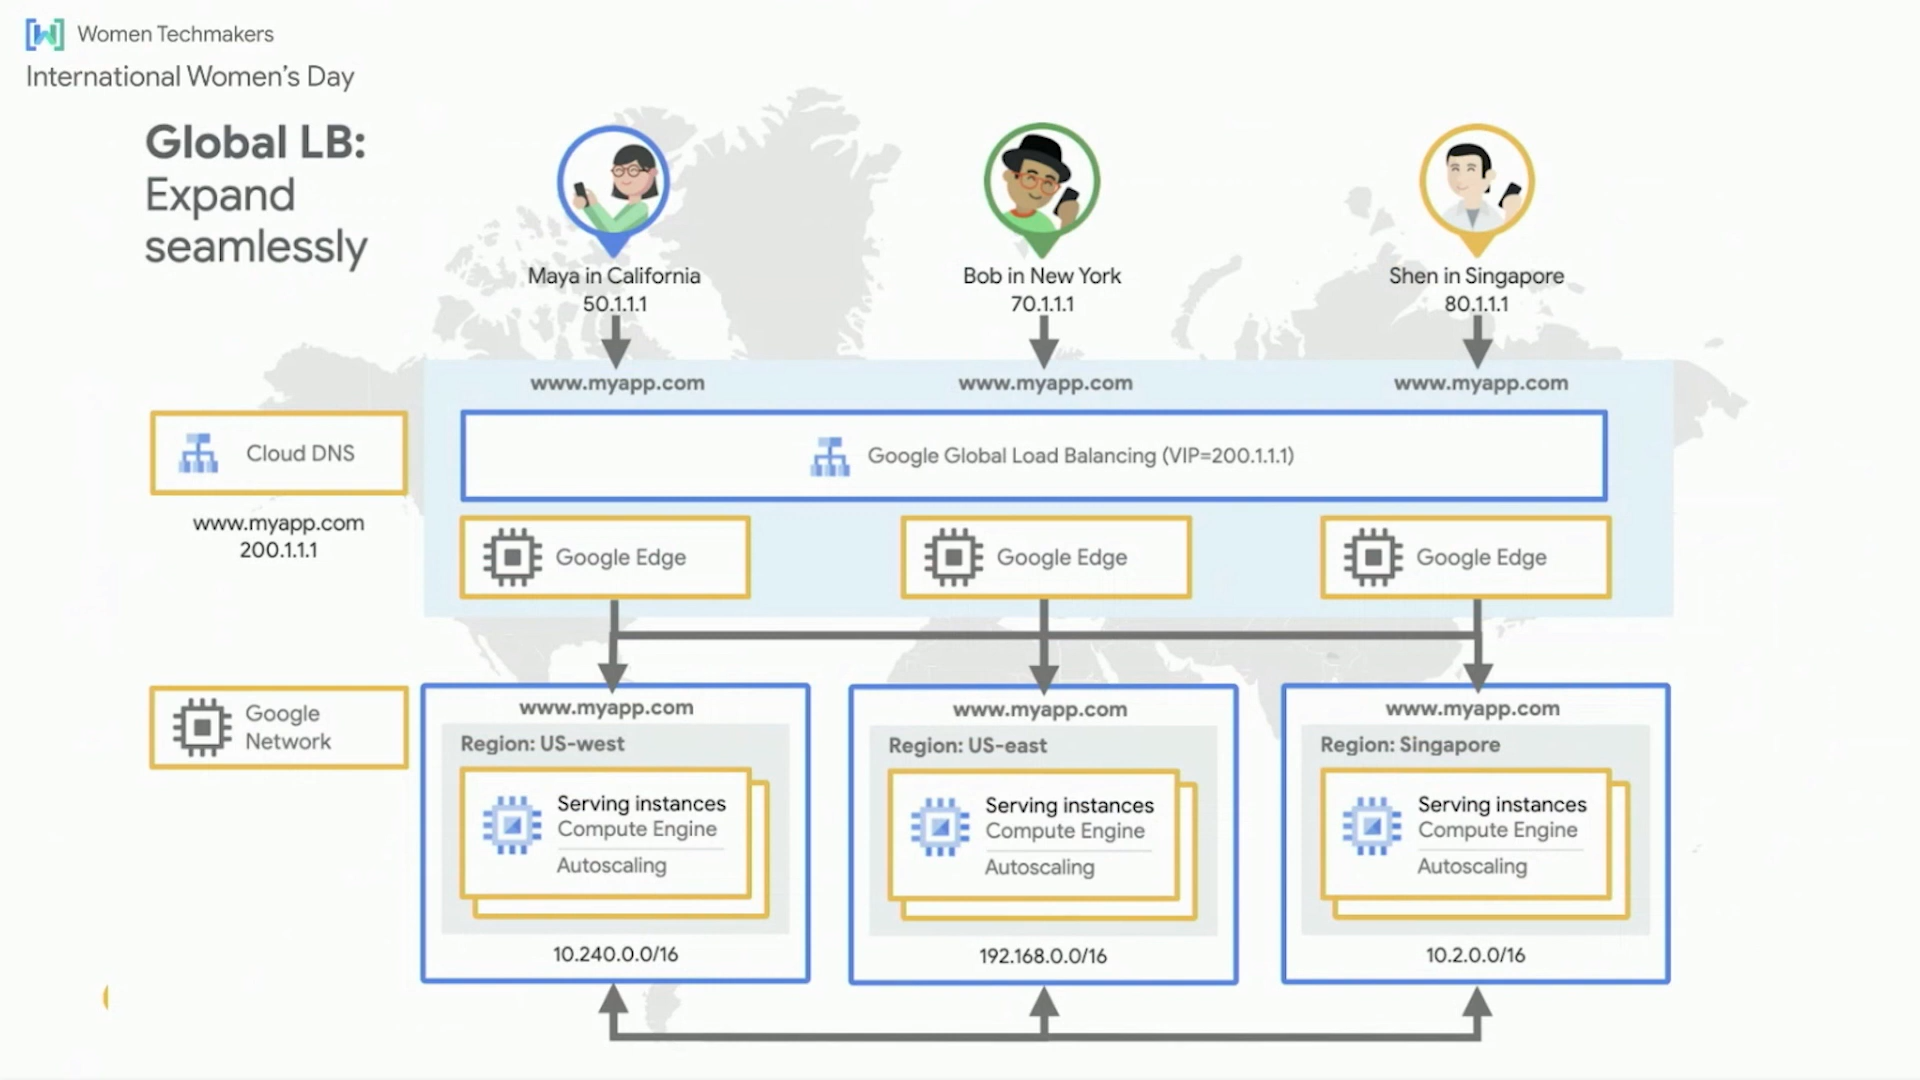 Women Techmakers
International Women's Day
Global LB:
Expand
seamlessly
Maya in California
50.1.1.1
Bob in New York
70.1.1.1
Shen in Singapore
80.1.1.1
www.myapp.com
www.myapp.com
www.myapp.com
Cloud DNS
www.myapp.com
200.1.1.1
Google Global Load Balancing (VIP=200.1.1.1)
Google Edge
Google Edge
Google Edge
Google
Network
www.myapp.com
Region: US-west
Serving instances
Compute Engine
Autoscaling
10.240.0.0/16
www.myapp.com
Region: US-east
Serving instances
Compute Engine
Autoscaling
192.168.0.0/16
www.myapp.com
Region: Singapore
Serving instances
Compute Engine
Autoscaling
10.2.0.0/16